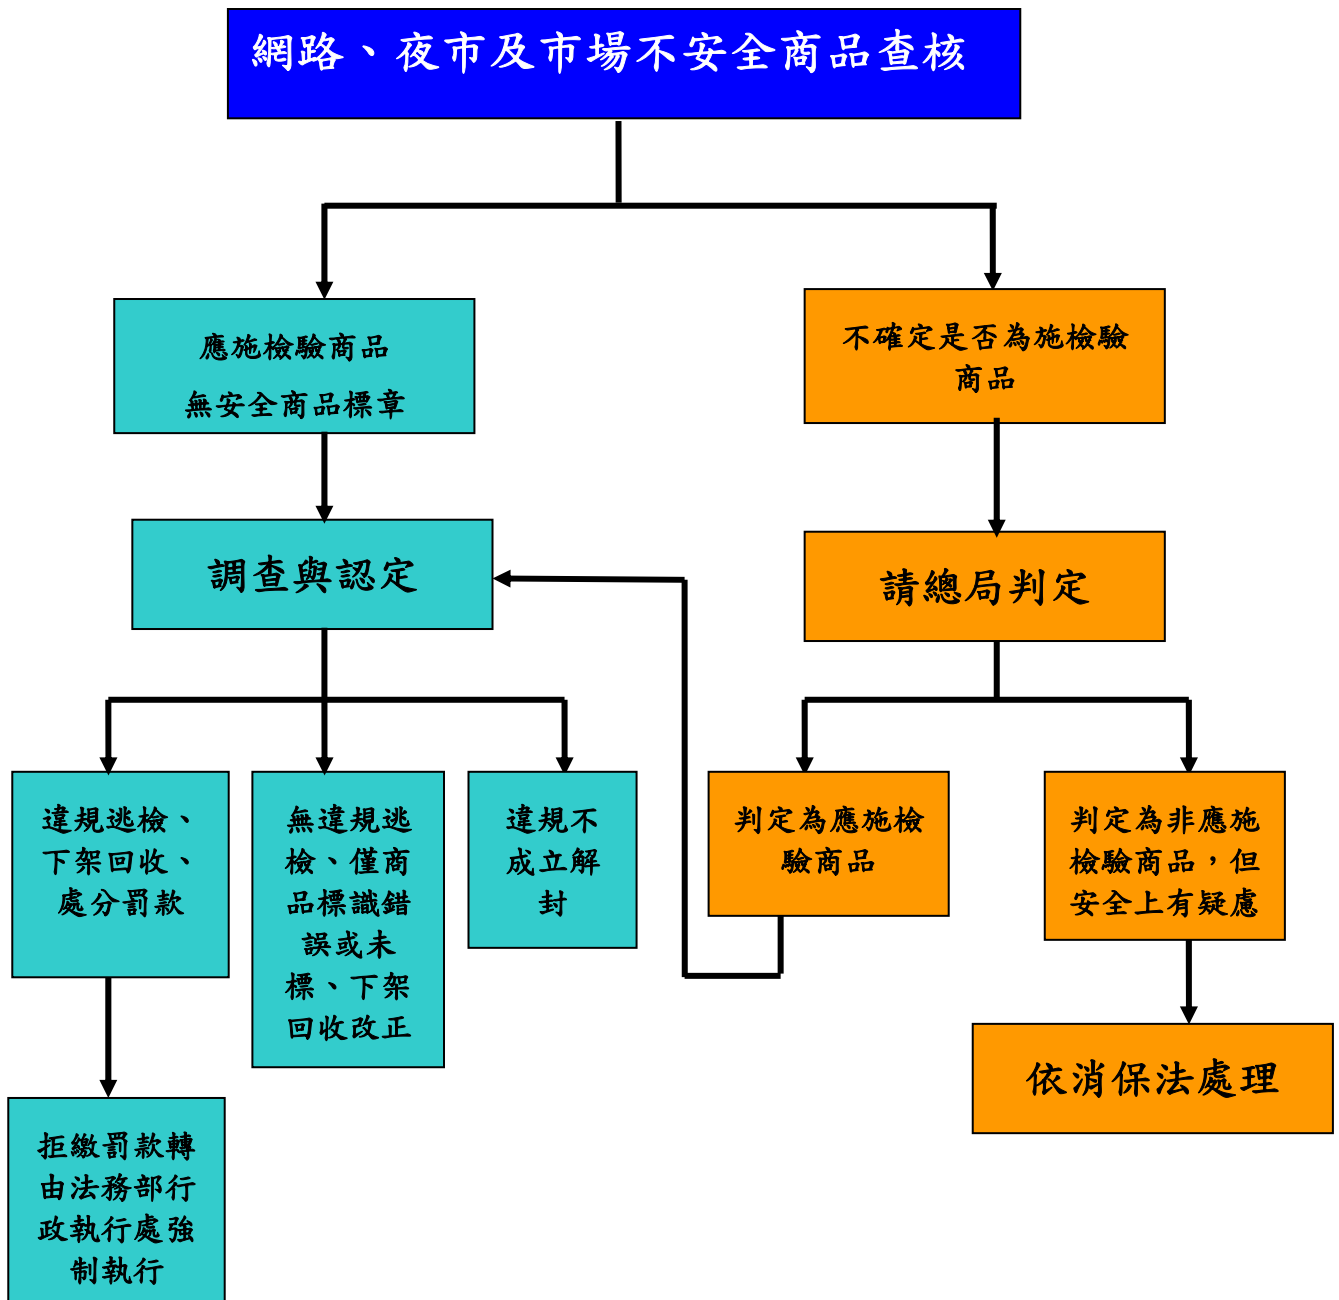 網路、夜市及市場不安全商品查核
應施檢驗商品
無安全商品標章
不確定是否為施檢驗
商品
調查與認定
請總局判定
違規逃檢、
下架回收、
處分罰款
無違規逃
檢、僅商
品標識錯
誤或未
標、下架
回收改正
違規不
成立解
封
判定為應施檢
驗商品
判定為非應施
檢驗商品，但
安全上有疑慮
依消保法處理
拒繳罰款轉
由法務部行
政執行處強
制執行